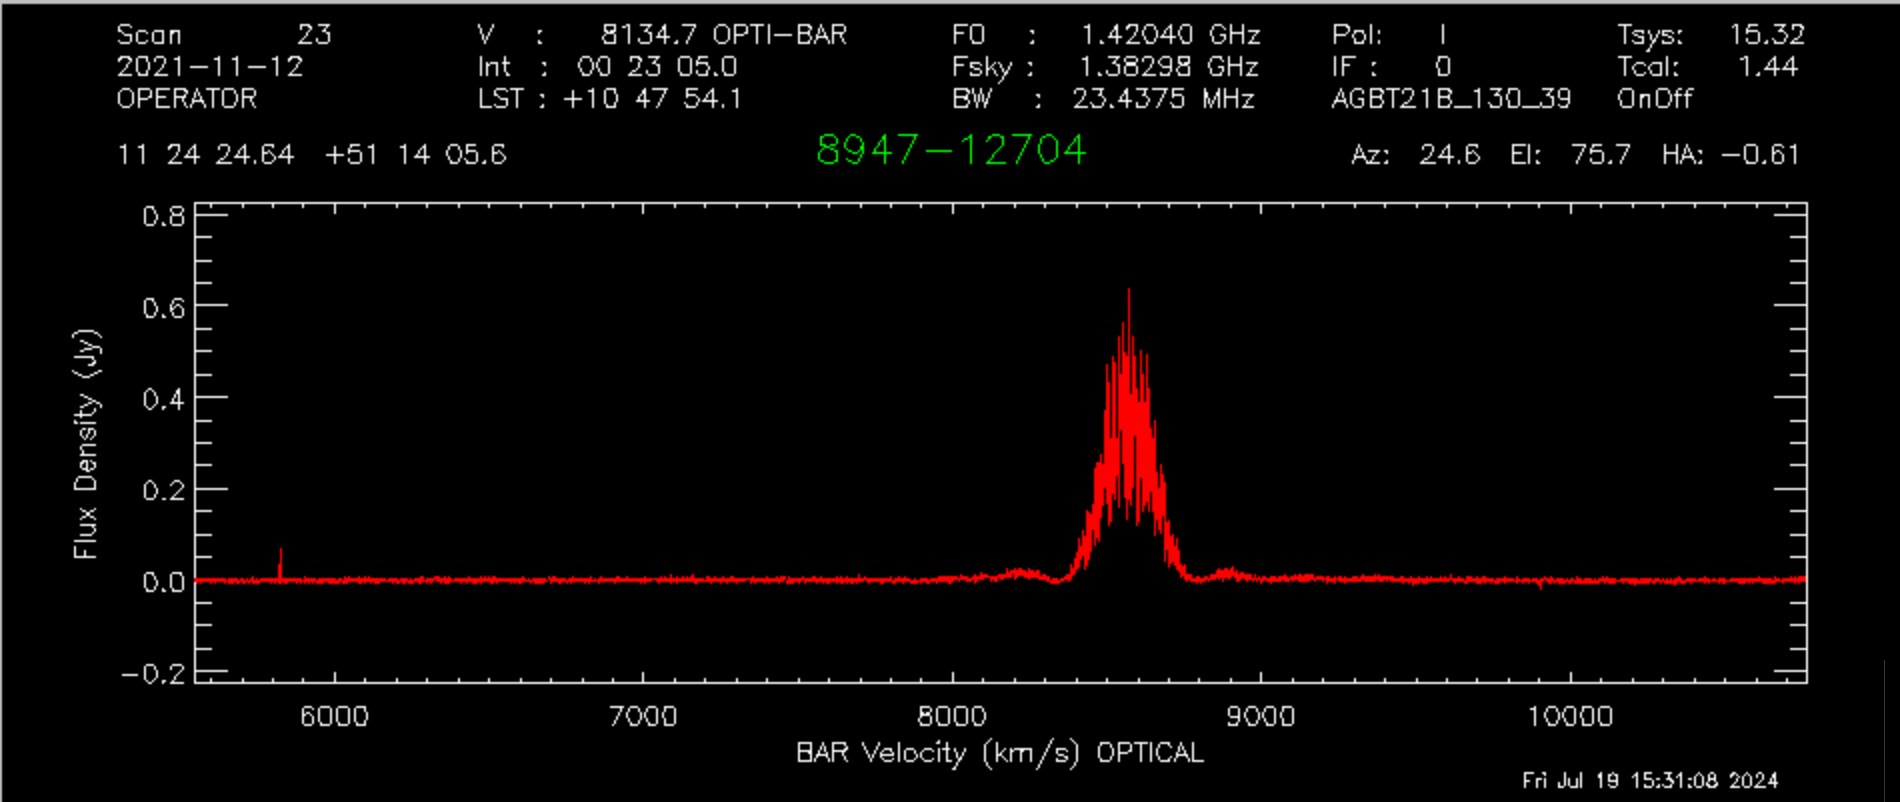 Scan 23 V : 8134.7 OPTI-BAR F0 : 1.42040 GHz Pol: I Tsys: 15.32
2021-11-12 Int : 00 23 05.0 Fsky : 1.38298 GHz IF : 0 Tcal: 1.44
OPERATOR LST : +10 47 54.1 BW : 23.4375 MHz AGBT21B_130_39 OnOff
11 24 24.64 +51 14 05.6 8947-12704 Az: 24.6 El: 75.7 HA: -0.61
0.8
0.6
0.4
0.2
0.0
-0.2
Flux Density (Jy)
6000 7000 8000 9000 10000
BAR Velocity (km/s) OPTICAL
Fri Jul 19 15:31:08 2024